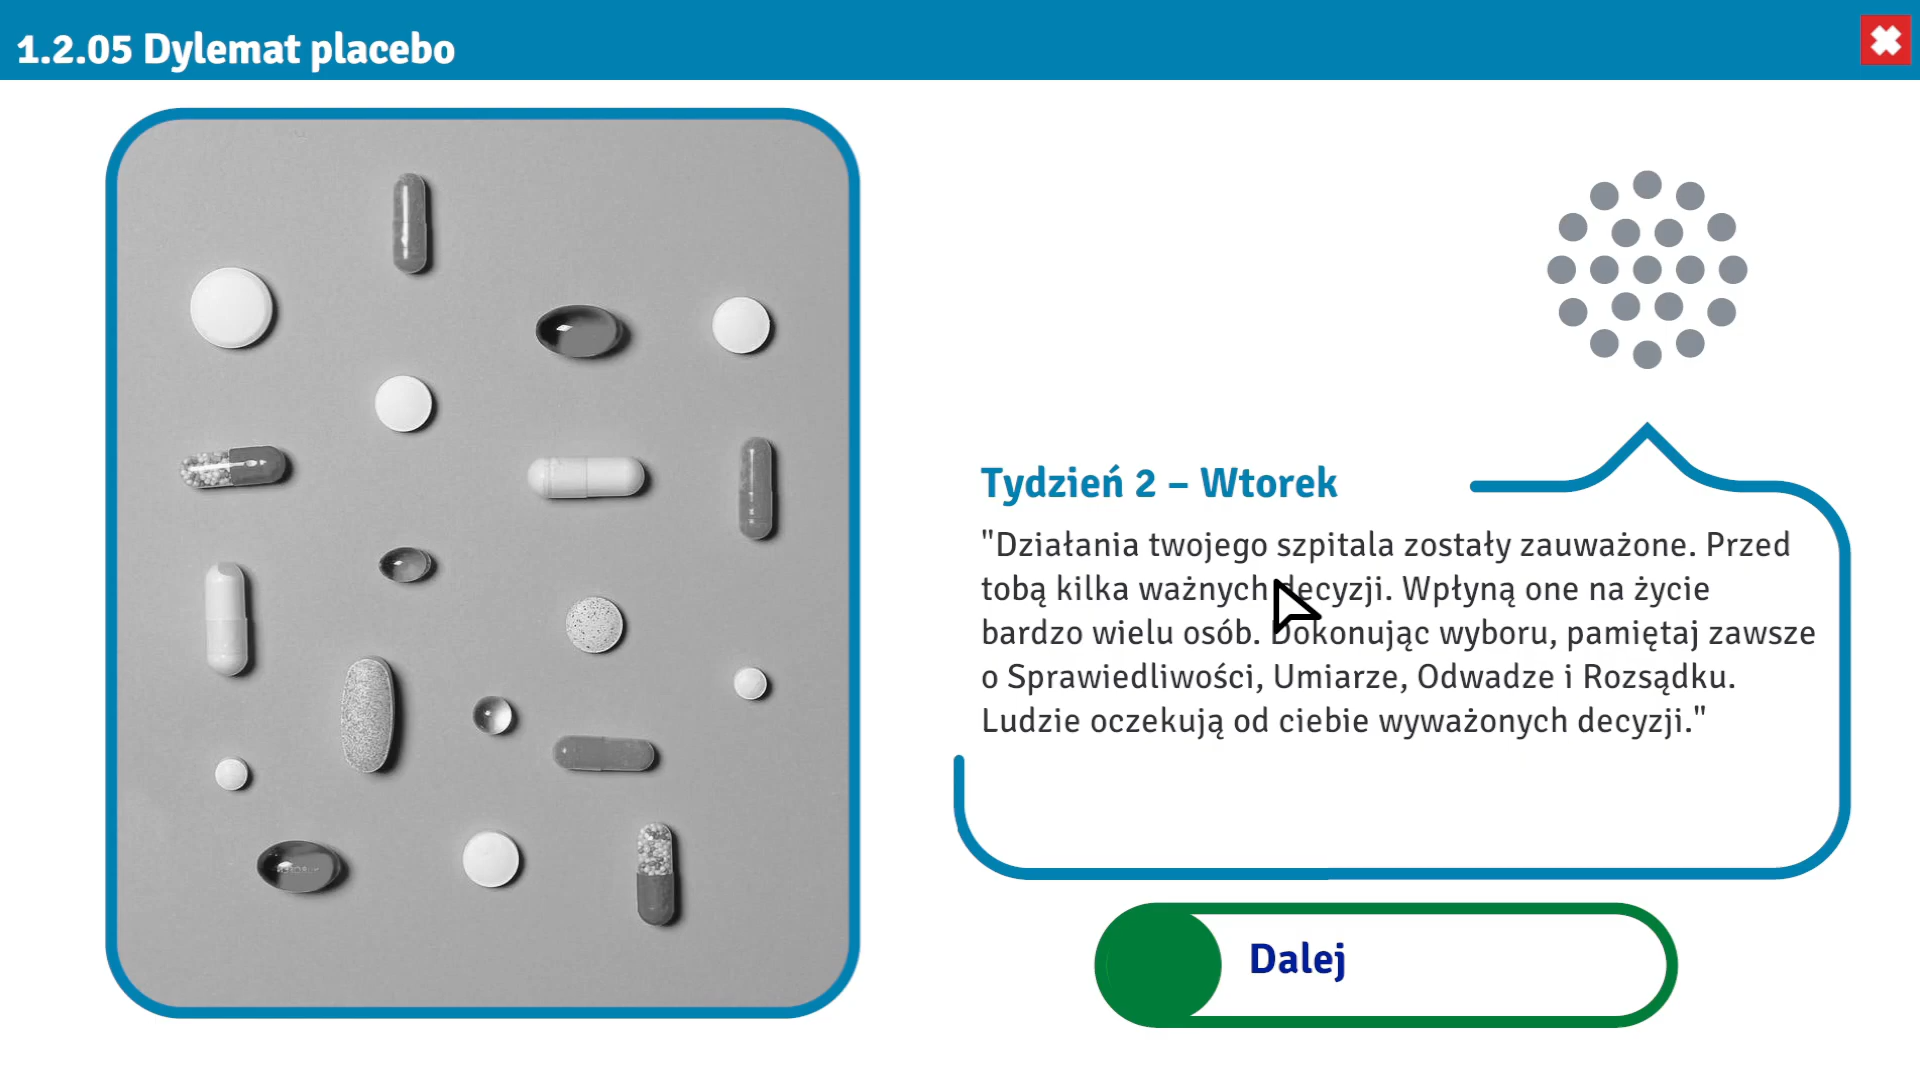 1.2.05 Dylemat placebo
Tydzień 2 – Wtorek
"Działania twojego szpitala zostały zauważone. Przed
tobą kilka ważnych decyzji. Wpłyną one na życie
bardzo wielu osób. Dokonując wyboru, pamiętaj zawsze
o Sprawiedliwości, Umiarze, Odwadze i Rozsądku.
Ludzie oczekują od ciebie wyważonych decyzji."
Dalej